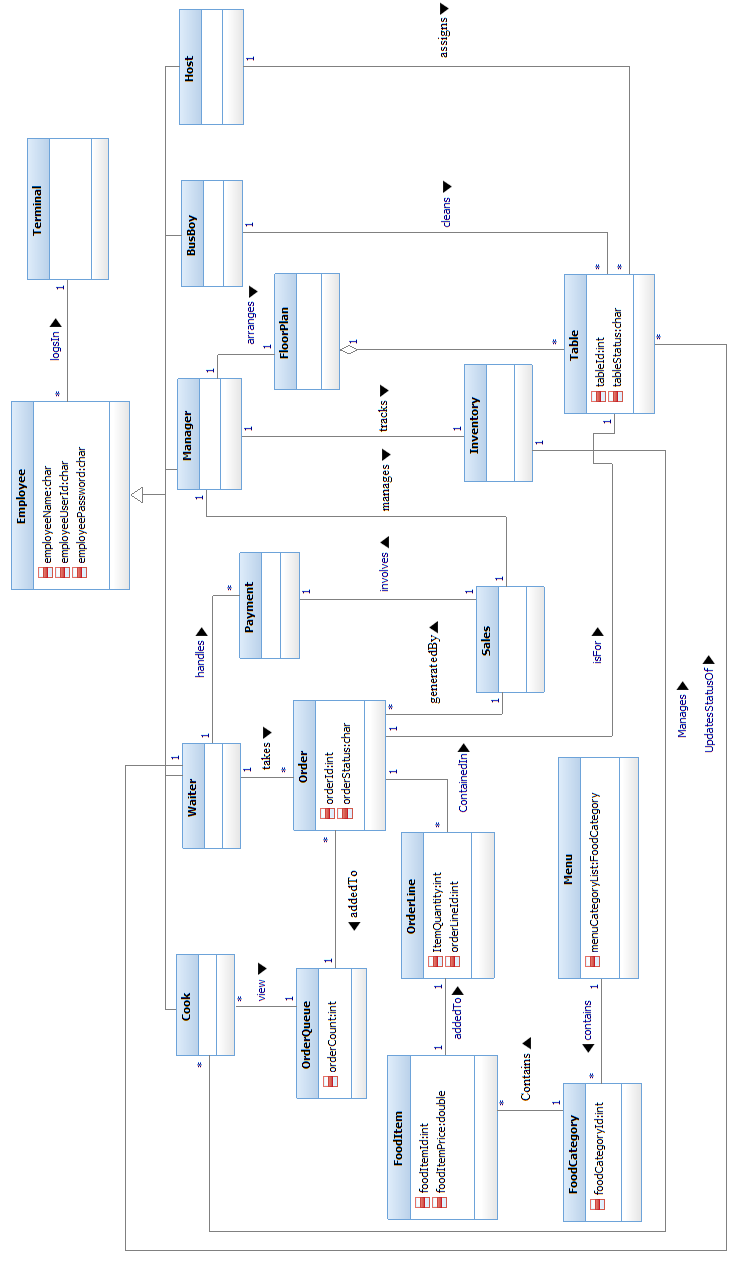 Employee
employeeName:char
employeeUserId:char
employeePassword:char
*
logsIn
1
Terminal
Cook
Waiter
Manager
BusBoy
Host
*
1
1
1
handles
*
Payment
*
view
1
1
takes
*
1
arranges
1
1
cleans
*
1
assigns
*
OrderQueue
orderCount:int
1
addedTo
*
Order
orderId:int
orderStatus:char
FloorPlan
1
*
1
involves
1
manages
1
1
tracks
1
*
generatedBy
1
1
isFor
1
1
ContainedIn
*
FoodItem
foodItemId:int
foodItemPrice:double
1
addedTo
1
OrderLine
ItemQuantity:int
orderLineId:int
Sales
Inventory
1
*
Contains
1
FoodCategory
foodCategoryId:int
*
contains
1
Menu
menuCategoryList:FoodCategory
Table
tableId:int
tableStatus:char
*
Manages
UpdatesStatusOf